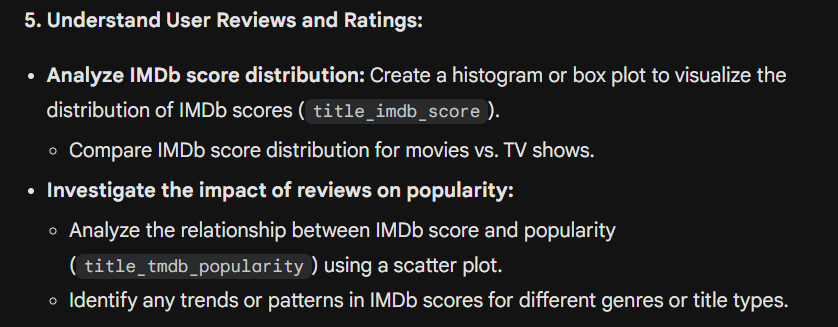 5. Understand User Reviews and Ratings:
• Analyze IMDb score distribution: Create a histogram or box plot to visualize the
distribution of IMDb scores ( title_imdb_score ).
◦ Compare IMDb score distribution for movies vs. TV shows.
• Investigate the impact of reviews on popularity:
◦ Analyze the relationship between IMDb score and popularity
( title_tmdb_popularity ) using a scatter plot.
◦ Identify any trends or patterns in IMDb scores for different genres or title types.